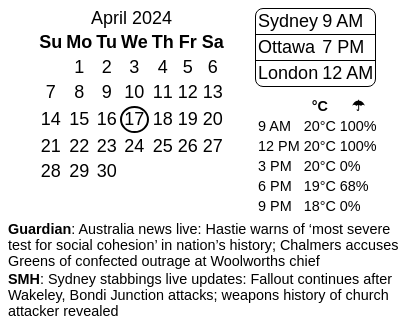 April 2024
Su Mo Tu We Th Fr Sa
1 2 3 4 5 6
7 8 9 10 11 12 13
14 15 16 17 18 19 20
21 22 23 24 25 26 27
28 29 30
Sydney 9 AM
Ottawa 7 PM
London 12 AM
°C ☂
9 AM 20°C 100%
12 PM 20°C 100%
3 PM 20°C 0%
6 PM 19°C 68%
9 PM 18°C 0%
Guardian: Australia news live: Hastie warns of ‘most severe
test for social cohesion’ in nation’s history; Chalmers accuses
Greens of confected outrage at Woolworths chief
SMH: Sydney stabbings live updates: Fallout continues after
Wakeley, Bondi Junction attacks; weapons history of church
attacker revealed